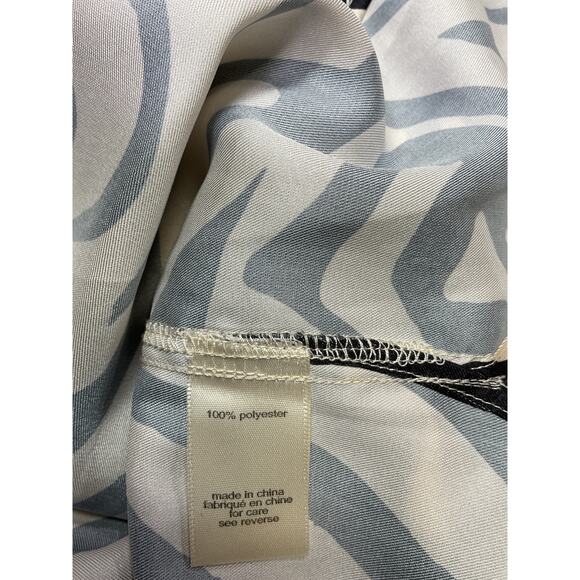 100% polyester
made in china
fabriqué en chine
for care
see reverse